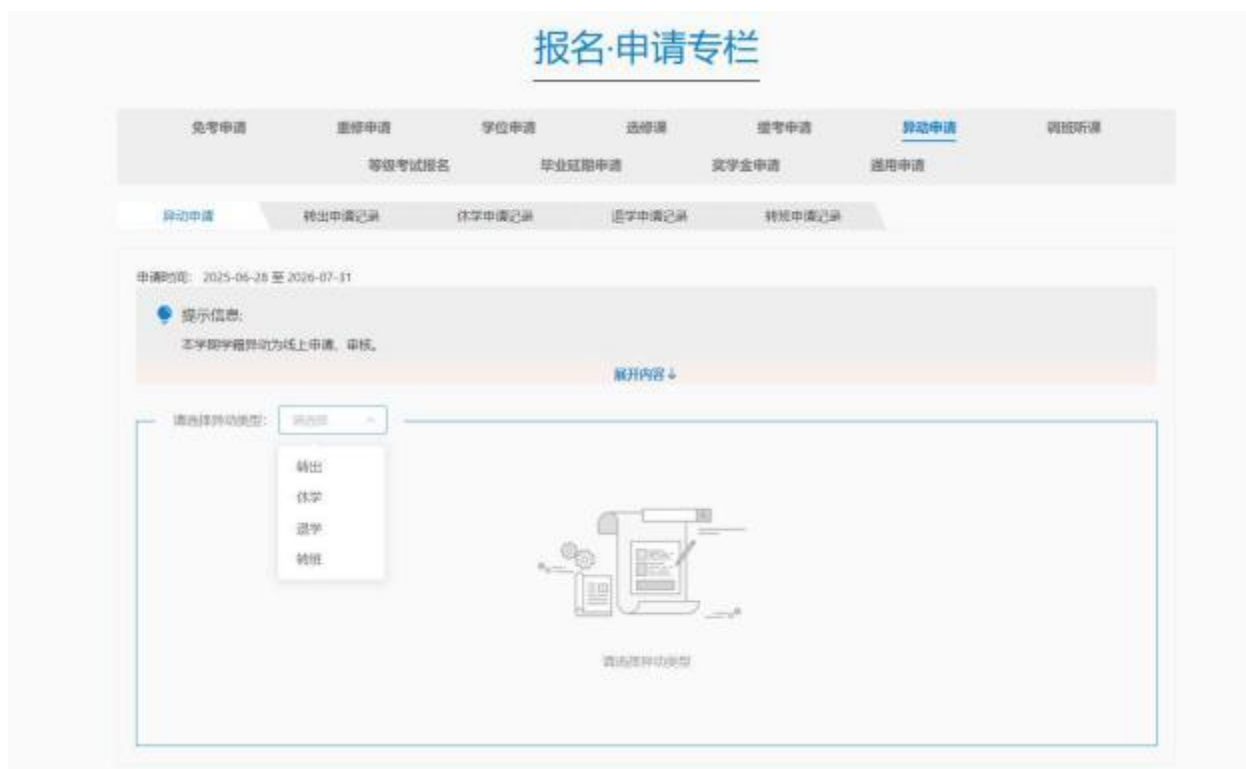 报名·申请专栏
免考申请 重修申请 学位申请 选修课 缓考申请 异动申请 调班听课
等级考试报名 毕业延期申请 奖学金申请 通用申请
异动申请 转出申请记录 休学申请记录 退学申请记录 转班申请记录
申请时间: 2025-06-28 至 2026-07-31
提示信息:
本学期学籍异动为线上申请、审核。
展开内容↓
请选择异动类型: 请选择
转出
休学
退学
转班
请选择异动类型